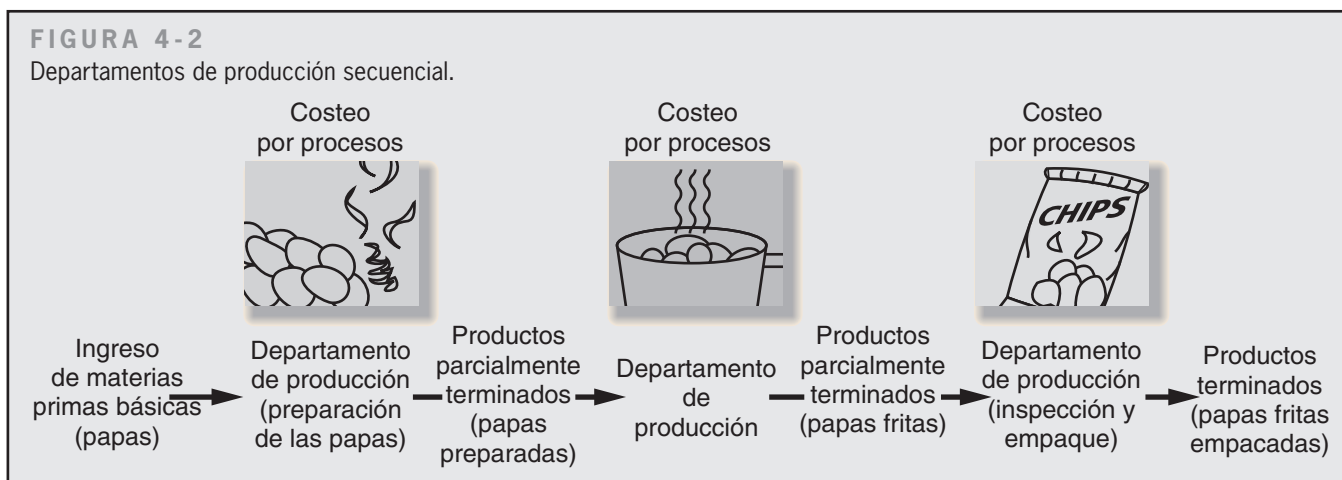 FIGURA 4-2
Departamentos de producción secuencial.
Costeo
por procesos
Costeo
por procesos
Costeo
por procesos
CHIPS
Ingreso
de materias
primas básicas
(papas)
Departamento
de producción
(preparación
de las papas)
Productos
parcialmente
terminados
(papas
preparadas)
Departamento
de
producción
Productos
parcialmente
terminados
(papas fritas)
Departamento
de producción
(inspección y
empaque)
Productos
terminados
(papas fritas
empacadas)